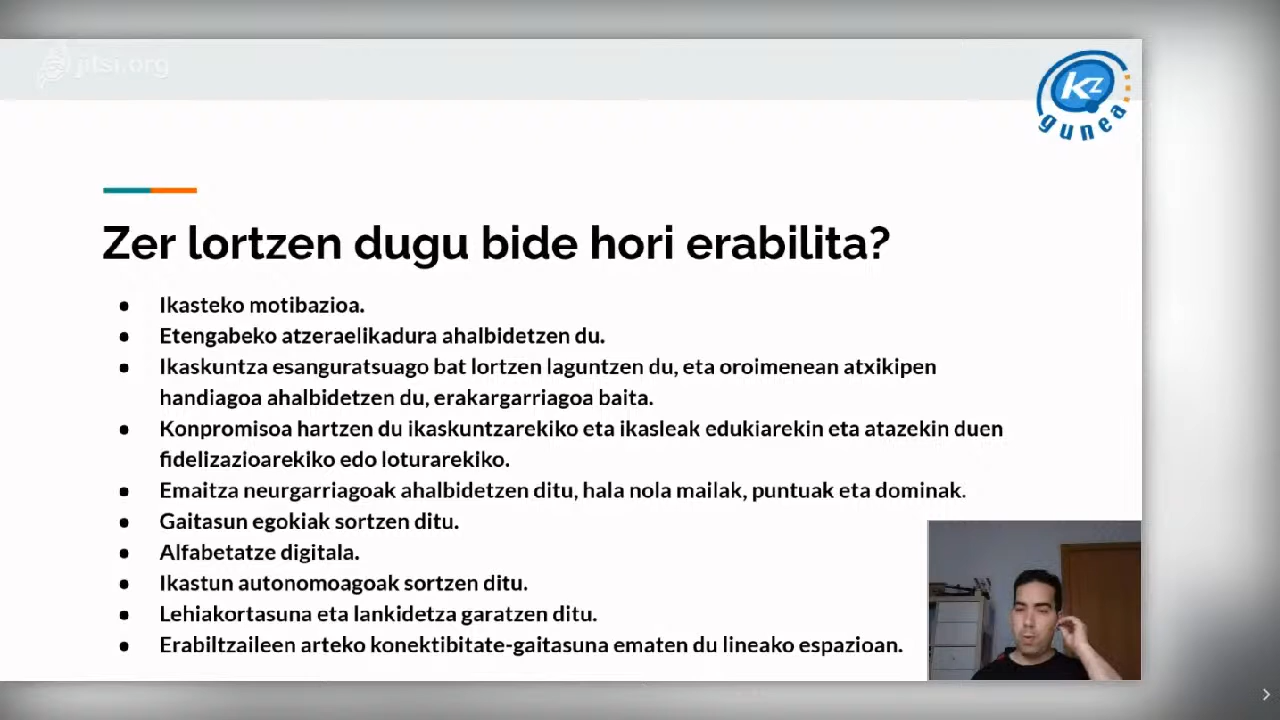 jitsi.org
kz
gunea
Zer lortzen dugu bide hori erabilita?
● Ikasteko motibazioa.
● Etengabeko atzeraelikadura ahalbidetzen du.
● Ikaskuntza esanguratsuago bat lortzen laguntzen du, eta oroimenean atxikipen
handiagoa ahalbidetzen du, erakargarriagoa baita.
● Konpromisoa hartzen du ikaskuntzarekiko eta ikasleak edukiarekin eta atazekin duen
fidelizazioarekiko edo loturarekiko.
● Emaitza neurgarriagoak ahalbidetzen ditu, hala nola mailak, puntuak eta dominak.
● Gaitasun egokiak sortzen ditu.
● Alfabetatze digitala.
● Ikastun autonomoagoak sortzen ditu.
● Lehiakortasuna eta lankidetza garatzen ditu.
● Erabiltzaileen arteko konektibitate-gaitasuna ematen du lineako espazioan.